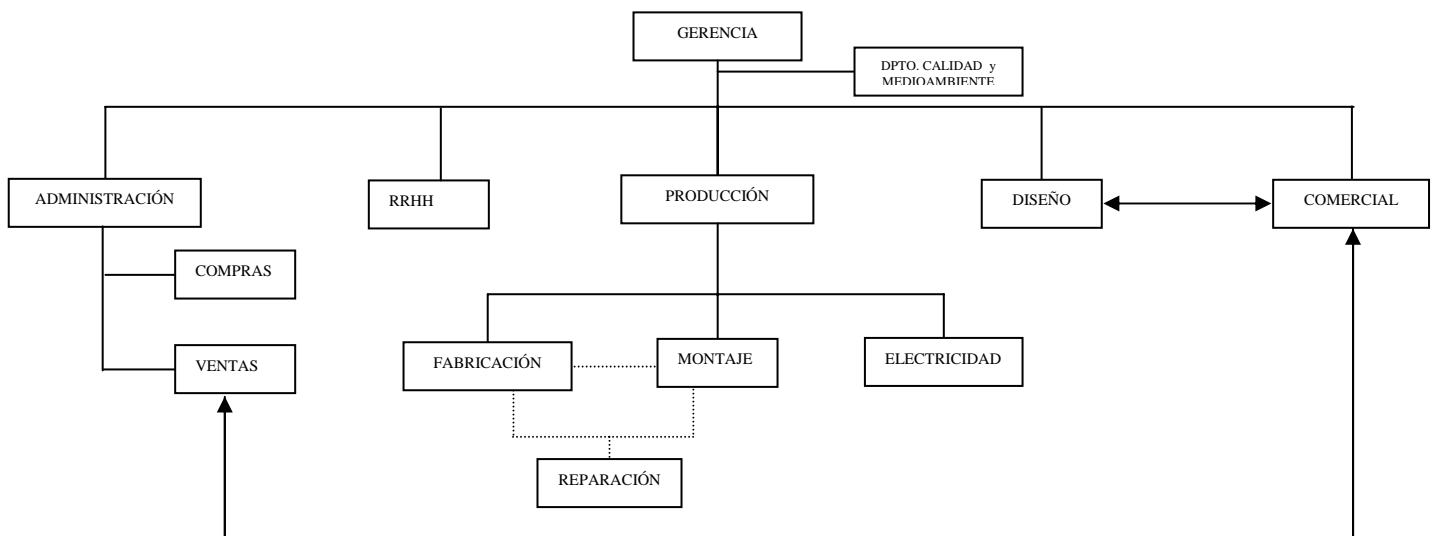 GERENCIA
DPTO. CALIDAD y
MEDIOAMBIENTE
ADMINISTRACIÓN
RRHH
PRODUCCIÓN
DISEÑO
COMERCIAL
COMPRAS
VENTAS
FABRICACIÓN
MONTAJE
ELECTRICIDAD
REPARACIÓN